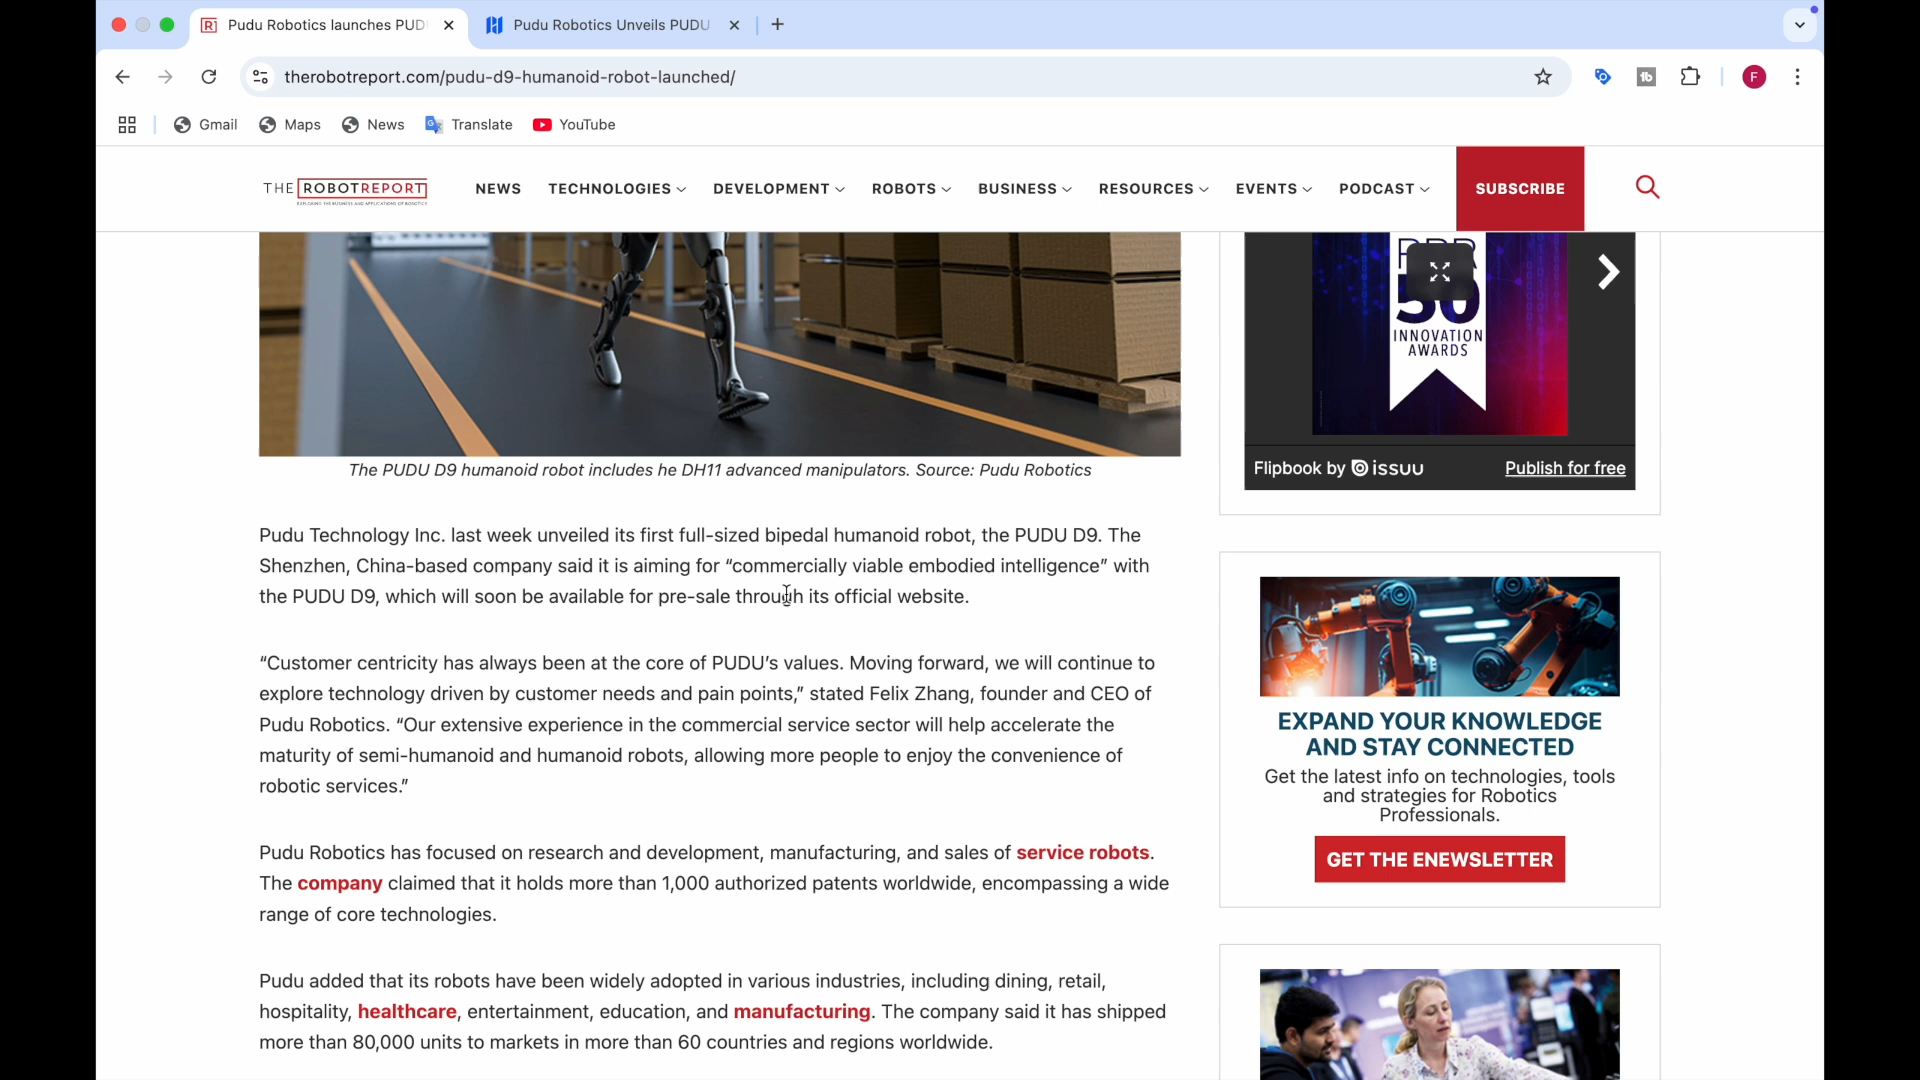 Pudu Robotics launches PUD
Pudu Robotics Unveils PUDU
therobotreport.com/pudu-d9-humanoid-robot-launched/
F
Gmail
Maps
News
Translate
YouTube
THE ROBOTREPORT
NEWS
TECHNOLOGIES
DEVELOPMENT
ROBOTS
BUSINESS
RESOURCES
EVENTS
PODCAST
SUBSCRIBE
The PUDU D9 humanoid robot includes he DH11 advanced manipulators. Source: Pudu Robotics
Pudu Technology Inc. last week unveiled its first full-sized bipedal humanoid robot, the PUDU D9. The
Shenzhen, China-based company said it is aiming for “commercially viable embodied intelligence” with
the PUDU D9, which will soon be available for pre-sale through its official website.
“Customer centricity has always been at the core of PUDU’s values. Moving forward, we will continue to
explore technology driven by customer needs and pain points,” stated Felix Zhang, founder and CEO of
Pudu Robotics. “Our extensive experience in the commercial service sector will help accelerate the
maturity of semi-humanoid and humanoid robots, allowing more people to enjoy the convenience of
robotic services.”
Pudu Robotics has focused on research and development, manufacturing, and sales of service robots.
The company claimed that it holds more than 1,000 authorized patents worldwide, encompassing a wide
range of core technologies.
Pudu added that its robots have been widely adopted in various industries, including dining, retail,
hospitality, healthcare, entertainment, education, and manufacturing. The company said it has shipped
more than 80,000 units to markets in more than 60 countries and regions worldwide.
50
INNOVATION
AWARDS
Flipbook by issuu
Publish for free
EXPAND YOUR KNOWLEDGE
AND STAY CONNECTED
Get the latest info on technologies, tools
and strategies for Robotics
Professionals.
GET THE ENEWSLETTER